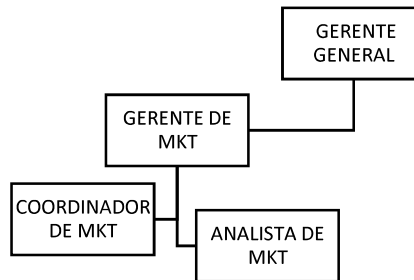 GERENTE
GENERAL
GERENTE DE
MKT
COORDINADOR
DE MKT
ANALISTA DE
MKT